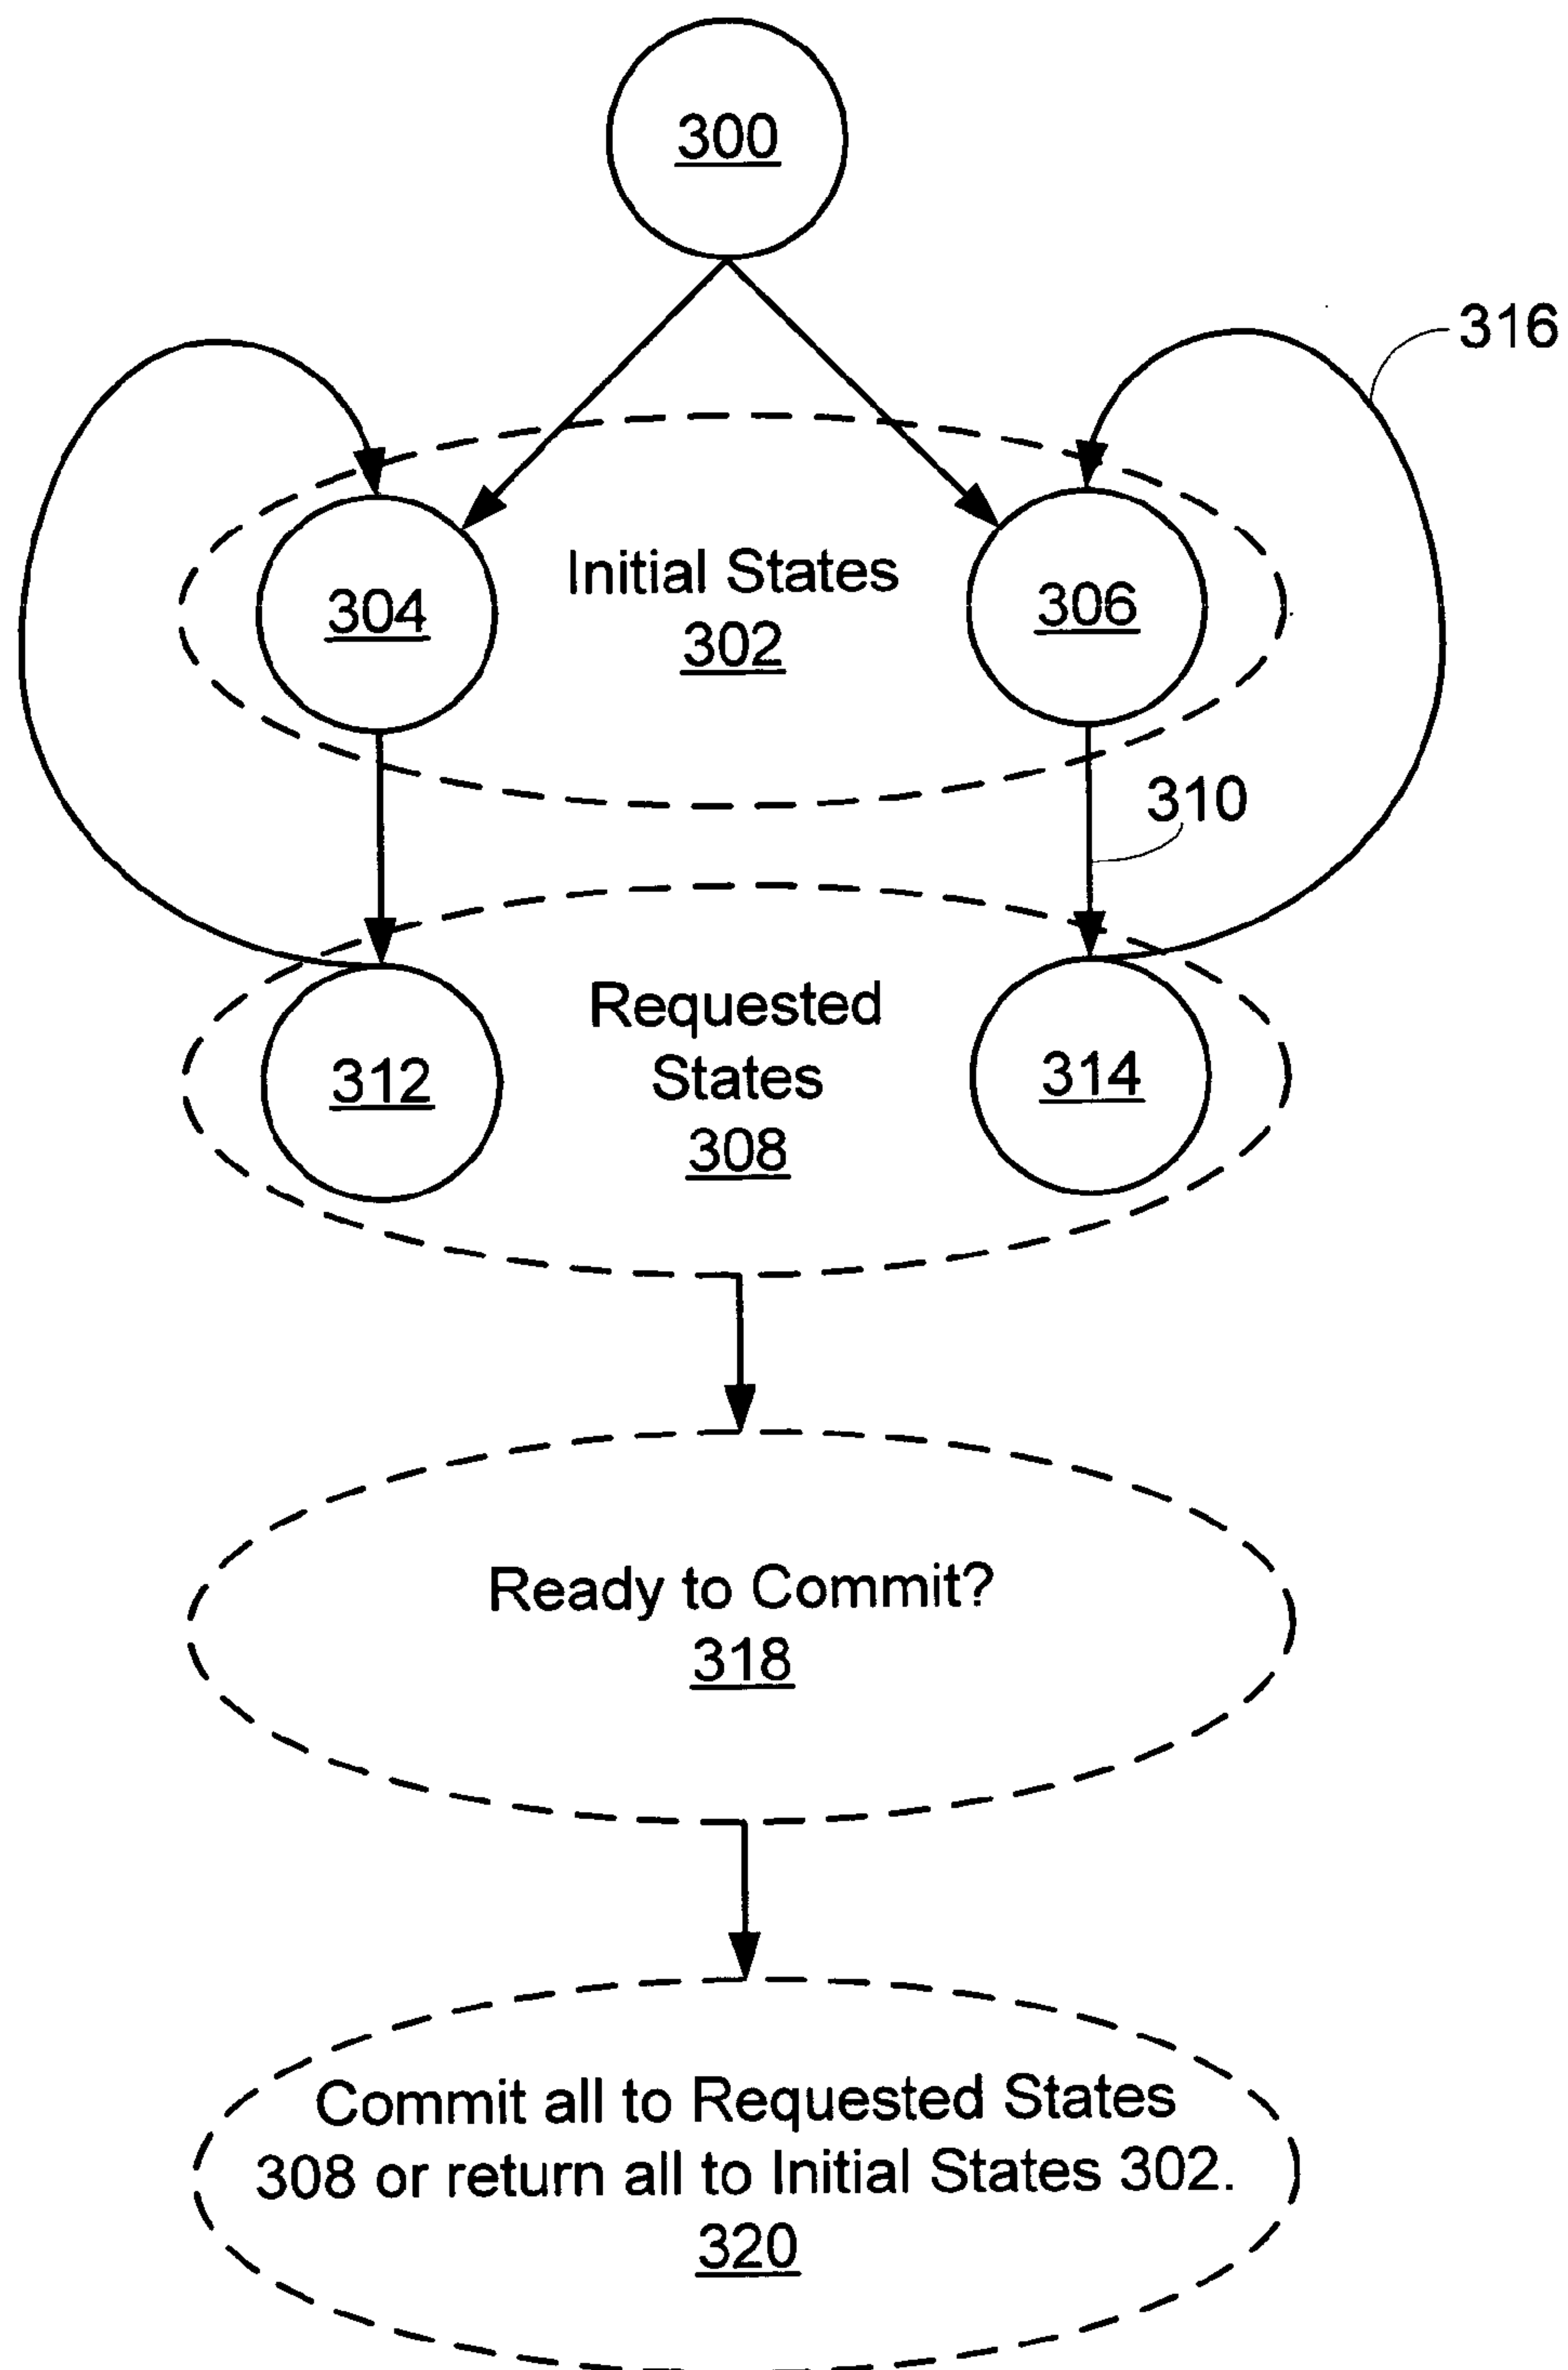 300
316
304
Initial States
302
306
310
312
Requested
States
308
314
Ready to Commit?
318
Commit all to Requested States
308 or return all to Initial States 302.
320